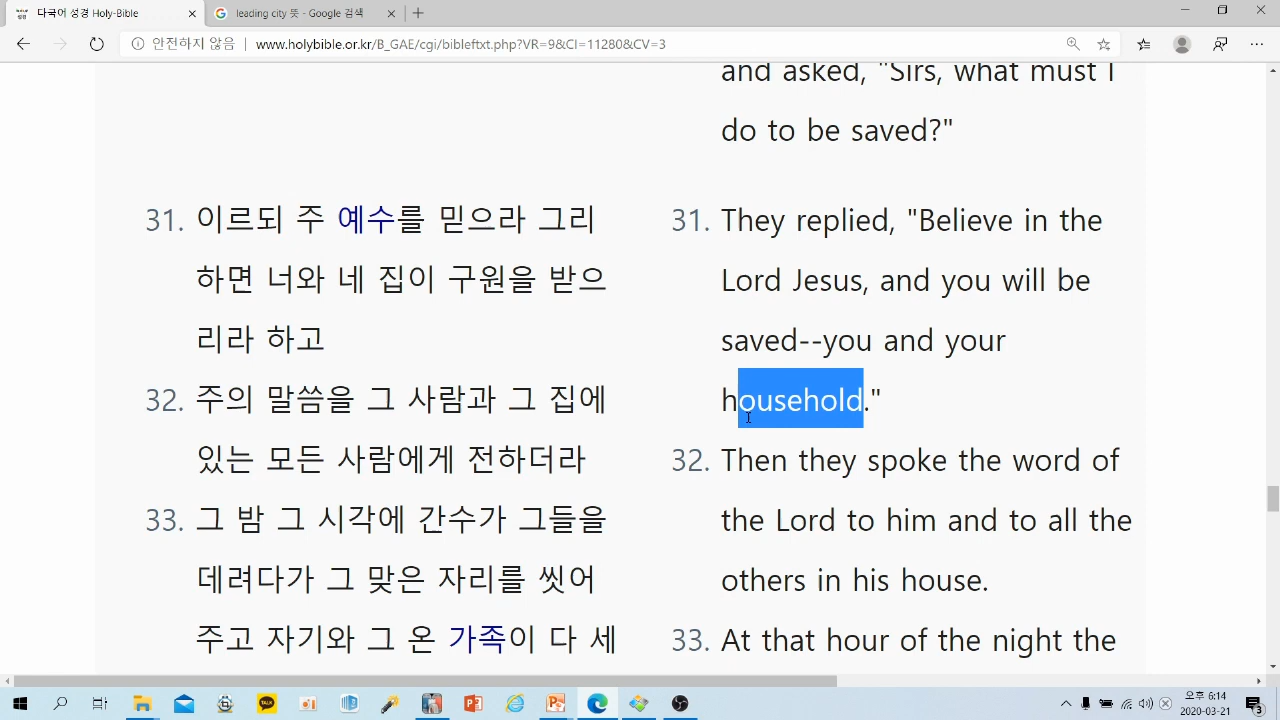 다국어 성경 Holy-Bible
leading city 뜻 - Google 검색
안전하지 않음
www.holybible.or.kr/B_GAE/cgi/bibleftxt.php?VR=9&CI=11280&CV=3
and asked, "Sirs, what must I
do to be saved?"
31. 이르되 주 예수를 믿으라 그리
하면 너와 네 집이 구원을 받으
리라 하고
32. 주의 말씀을 그 사람과 그 집에
있는 모든 사람에게 전하더라
33. 그 밤 그 시각에 간수가 그들을
데려다가 그 맞은 자리를 씻어
주고 자기와 그 온 가족이 다 세
31. They replied, "Believe in the
Lord Jesus, and you will be
saved--you and your
household."
32. Then they spoke the word of
the Lord to him and to all the
others in his house.
33. At that hour of the night the
TALK
오후 6:14
2020-03-21
3